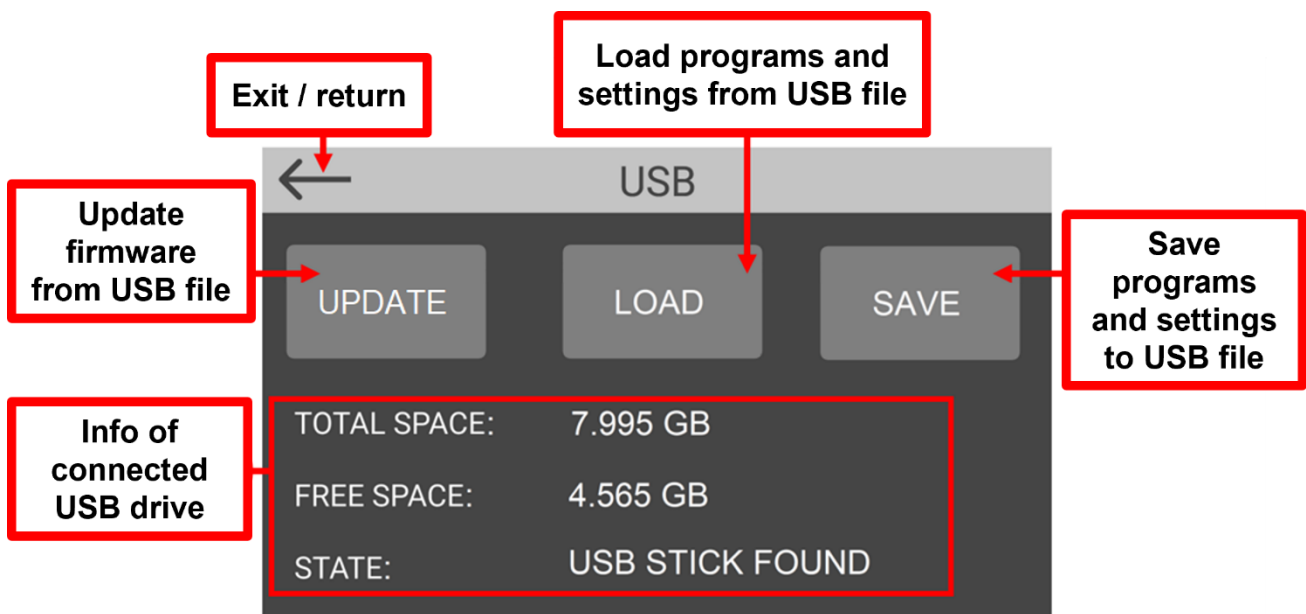 Load programs and
settings from USB file
Exit / return
USB
Update
firmware
from USB file
UPDATE
LOAD
SAVE
Save
programs
and settings
to USB file
Info of
connected
USB drive
TOTAL SPACE: 7.995 GB
FREE SPACE: 4.565 GB
STATE: USB STICK FOUND